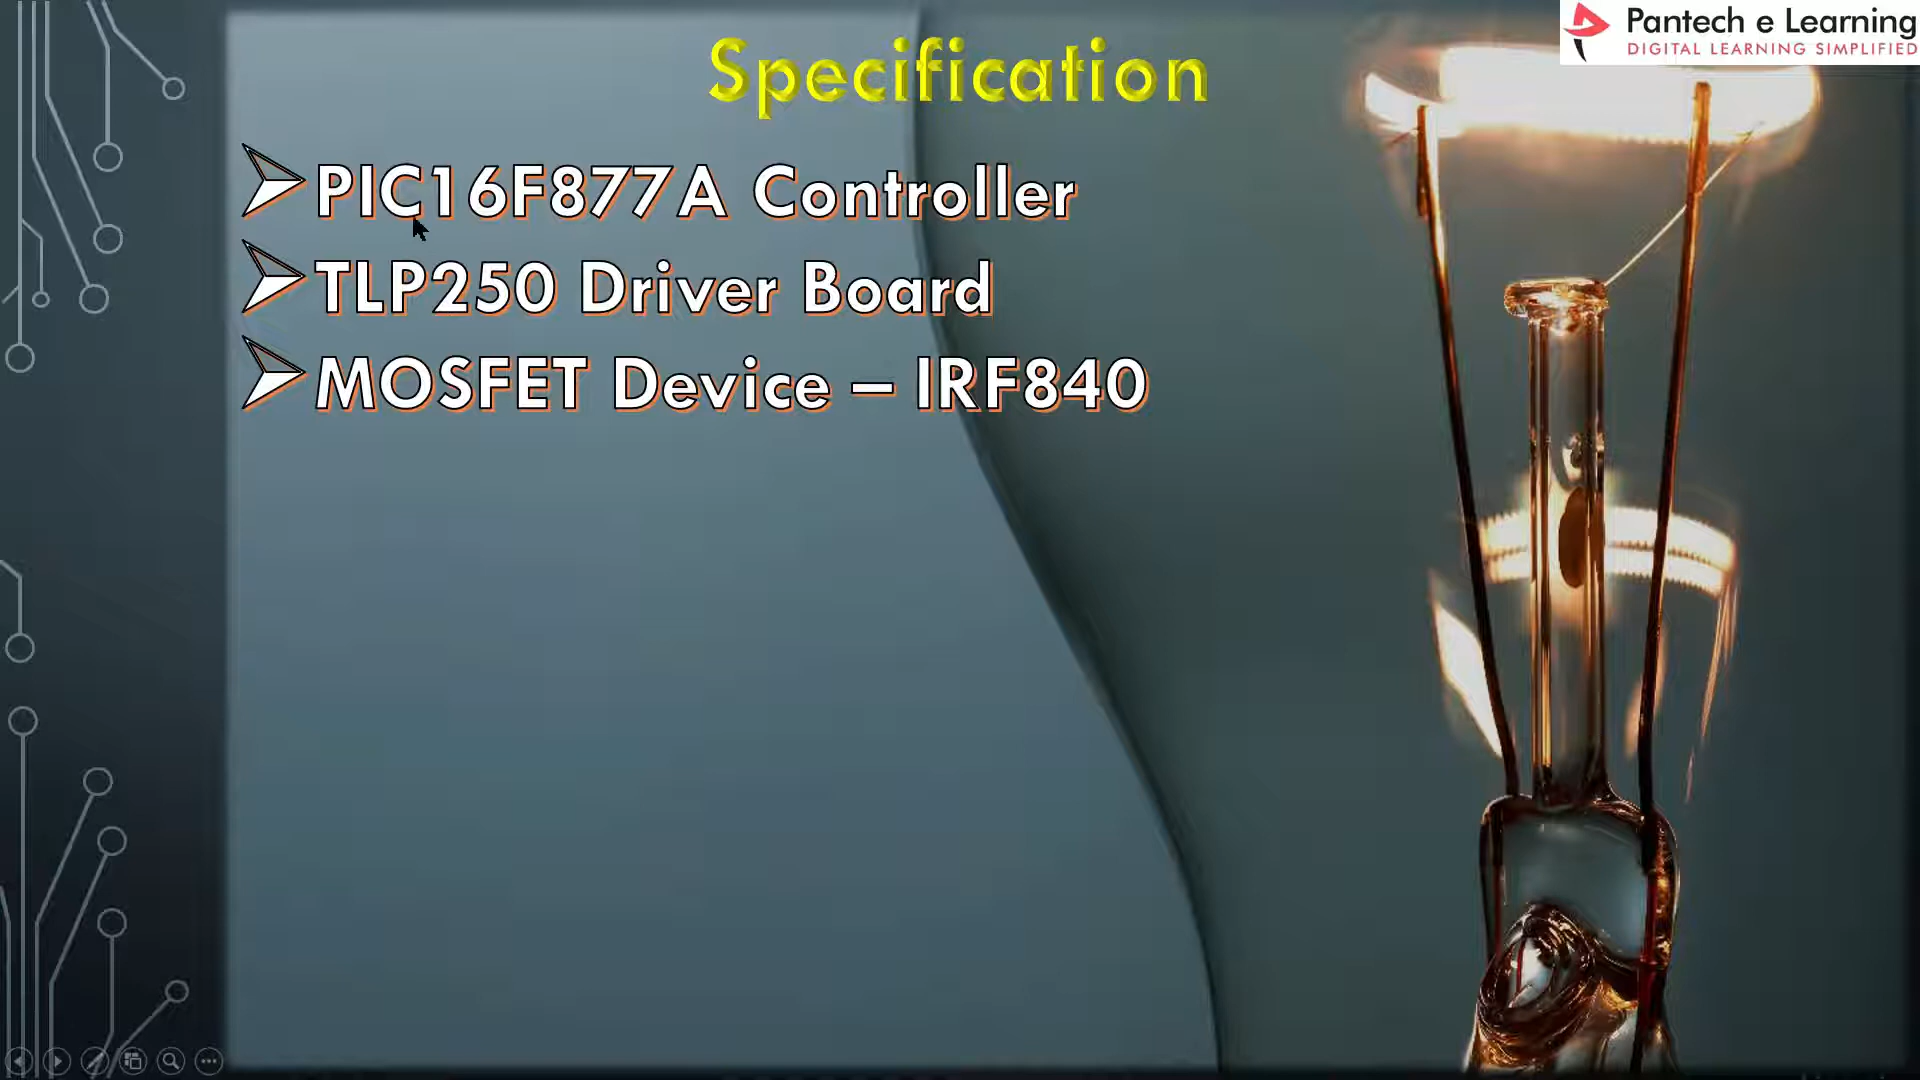 Pantech e Learning
DIGITAL LEARNING SIMPLIFIED
Specification
PIC16F877A Controller
TLP250 Driver Board
MOSFET Device – IRF840